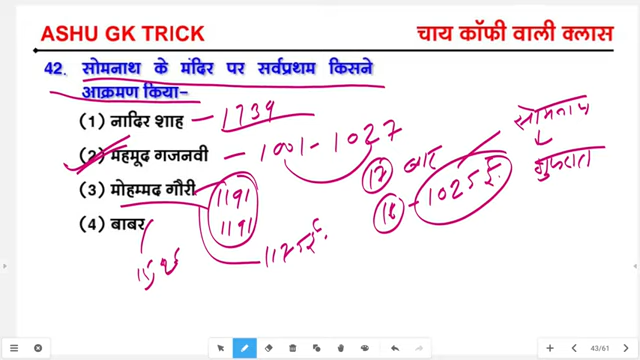 ASHU GK TRICK
चाय कॉफी वाली क्लास
42. सोमनाथ के मंदिर पर सर्वप्रथम किसने
आक्रमण किया-
(1) नादिर शाह - 1739
(2) महमूद गजनवी - 1001-1027
17 बार
सोमनाथ
गुजरात
(3) मोहम्मद गौरी 1191
1191
16 - 1025 ई.
(4) बाबर
1175 ई.
43/61